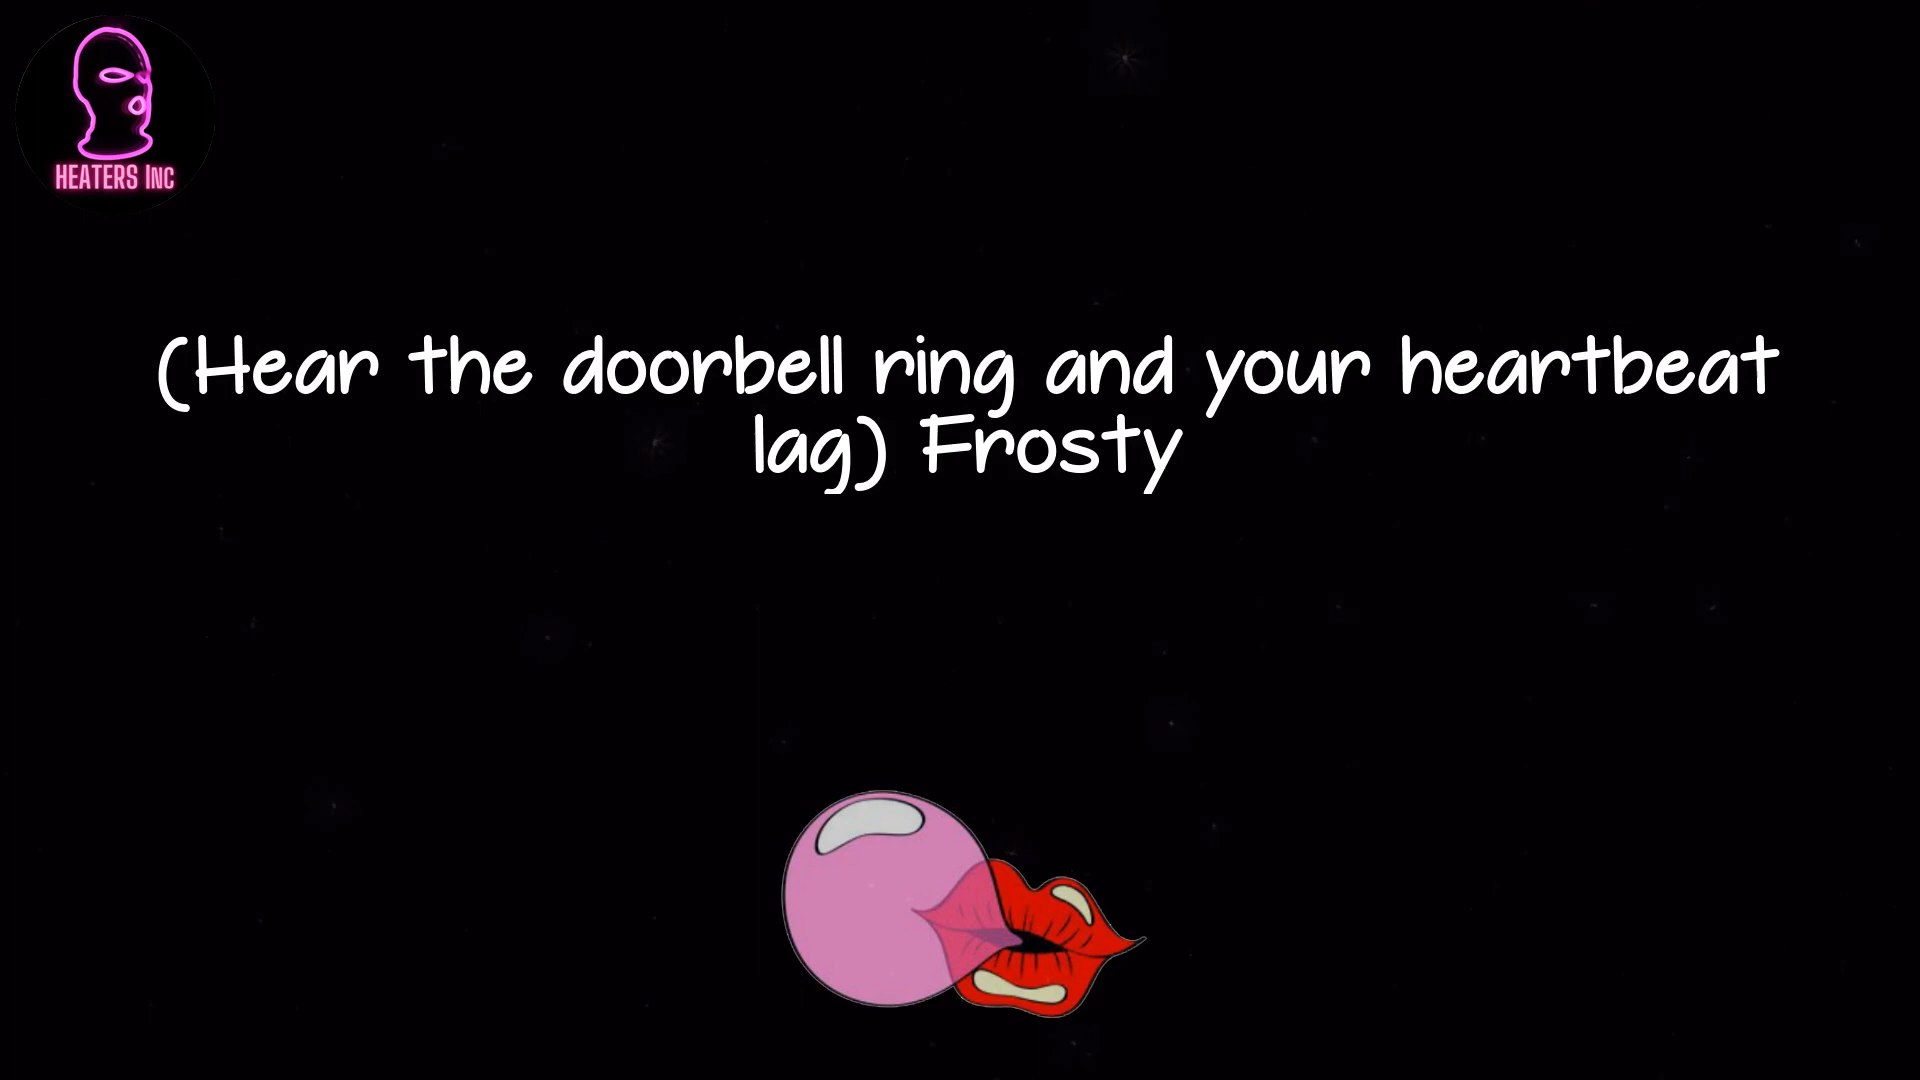 HEATERS INC
(Hear the doorbell ring and your heartbeat
lag) Frosty